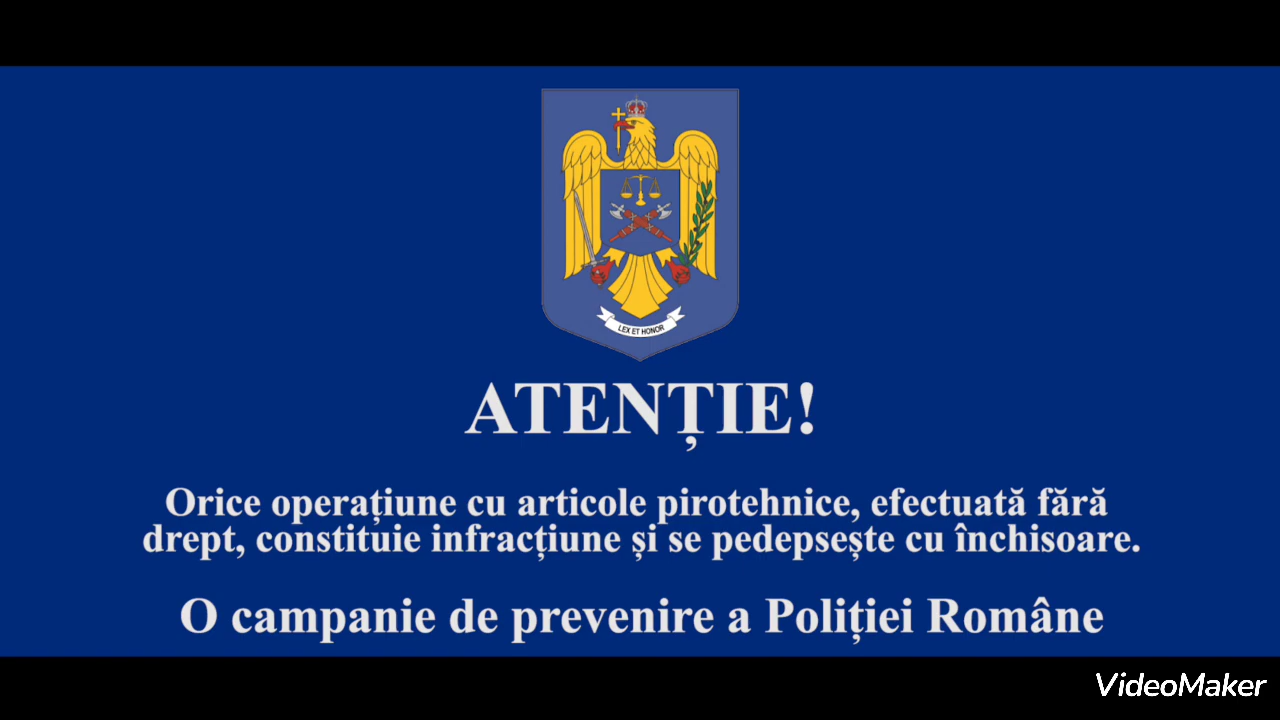 LEX ET HONOR
ATENȚIE!
Orice operațiune cu articole pirotehnice, efectuată fără
drept, constituie infracțiune și se pedepsește cu închisoare.
O campanie de prevenire a Poliției Române
VideoMaker